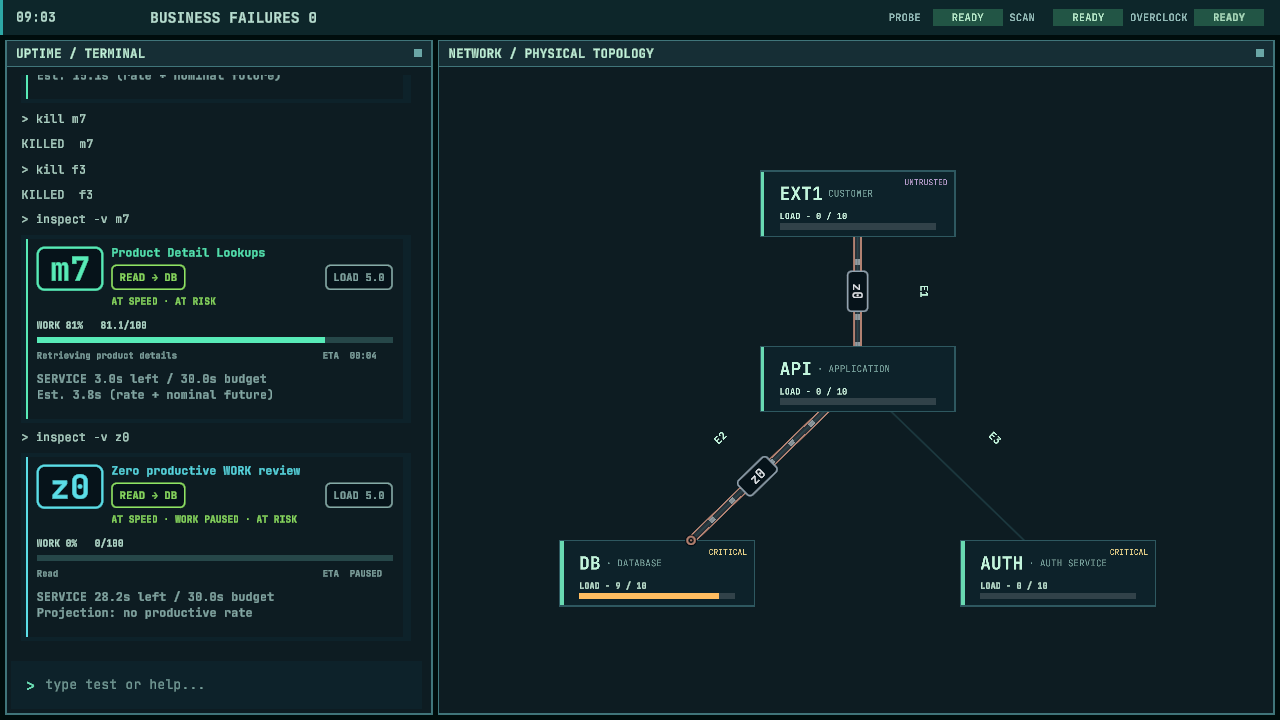 09:03
BUSINESS FAILURES 0
PROBE READY SCAN READY OVERCLOCK READY
UPTIME / TERMINAL
Est. 15.1s (rate + nominal future)
> kill m7
KILLED m7
> kill f3
KILLED f3
> inspect -v m7
m7
Product Detail Lookups
READ → DB
LOAD 5.0
AT SPEED · AT RISK
WORK 81% 81.1/100
Retrieving product details
ETA 00:04
SERVICE 3.0s left / 30.0s budget
Est. 3.8s (rate + nominal future)
> inspect -v z0
z0
Zero productive WORK review
READ → DB
LOAD 5.0
AT SPEED · WORK PAUSED · AT RISK
WORK 0% 0/100
Read
ETA PAUSED
SERVICE 28.2s left / 30.0s budget
Projection: no productive rate
> type test or help...
NETWORK / PHYSICAL TOPOLOGY
UNTRUSTED
EXT1 CUSTOMER
LOAD - 0 / 10
z0
E1
API · APPLICATION
LOAD - 0 / 10
E2
E3
z0
CRITICAL
DB · DATABASE
LOAD - 9 / 10
CRITICAL
AUTH · AUTH SERVICE
LOAD - 0 / 10